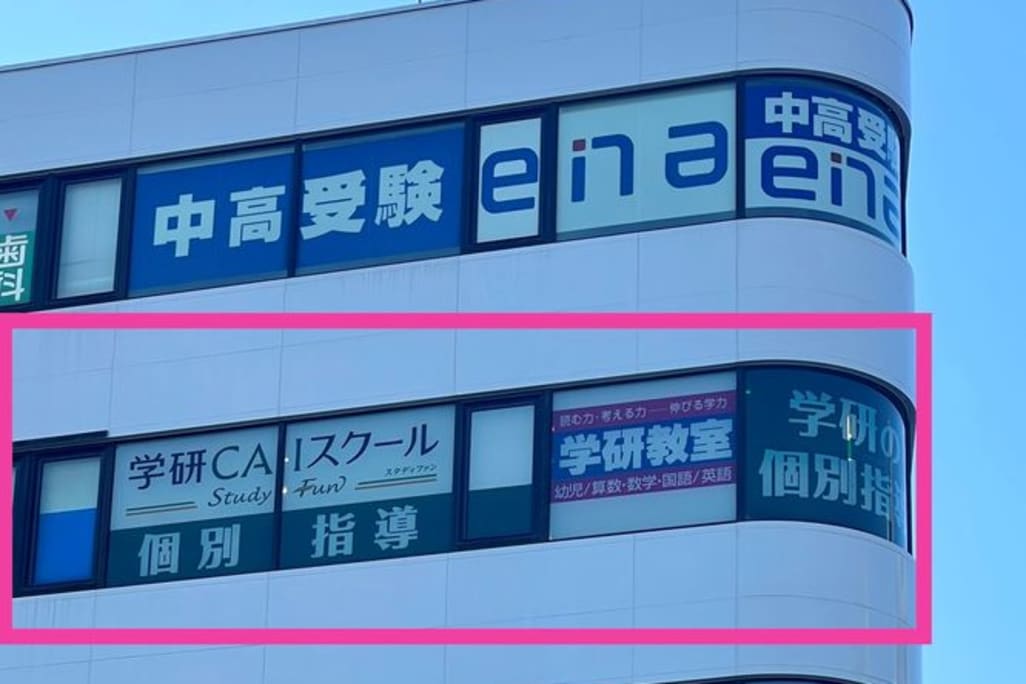 歯科
中高受験
ena
中高受
ena
学研CAIスクール
Study Fun
スタディファン
個別指導
読む力・考える力――伸びる学力
学研教室
幼児/算数・数学・国語/英語
学研の
個別指